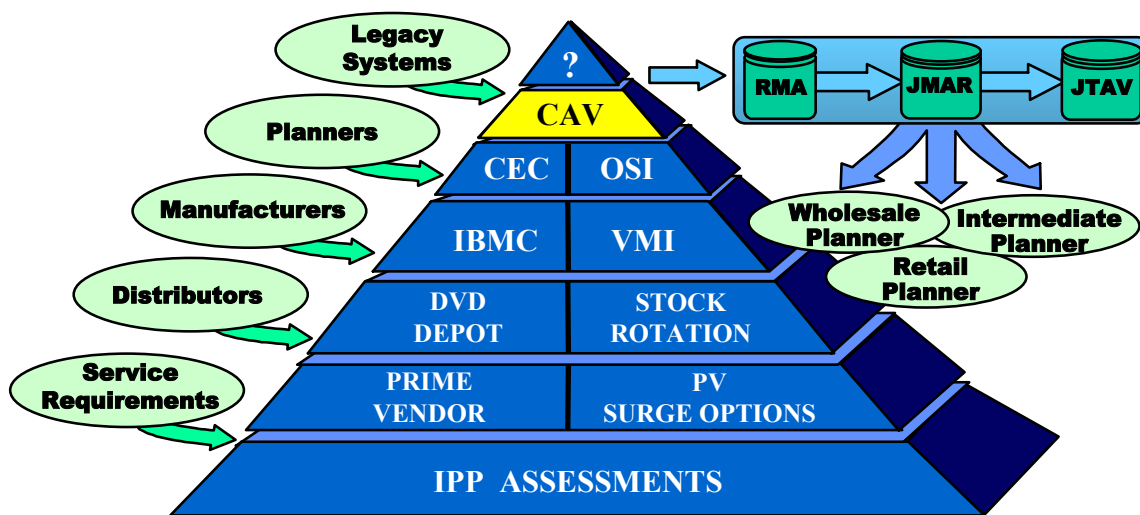 Legacy
Systems
Planners
Manufacturers
Distributors
Service
Requirements
?
CAV
CEC
OSI
IBMC
VMI
DVD
DEPOT
STOCK
ROTATION
PRIME
VENDOR
PV
SURGE OPTIONS
IPP ASSESSMENTS
RMA
JMAR
JTAV
Wholesale
Planner
Intermediate
Planner
Retail
Planner